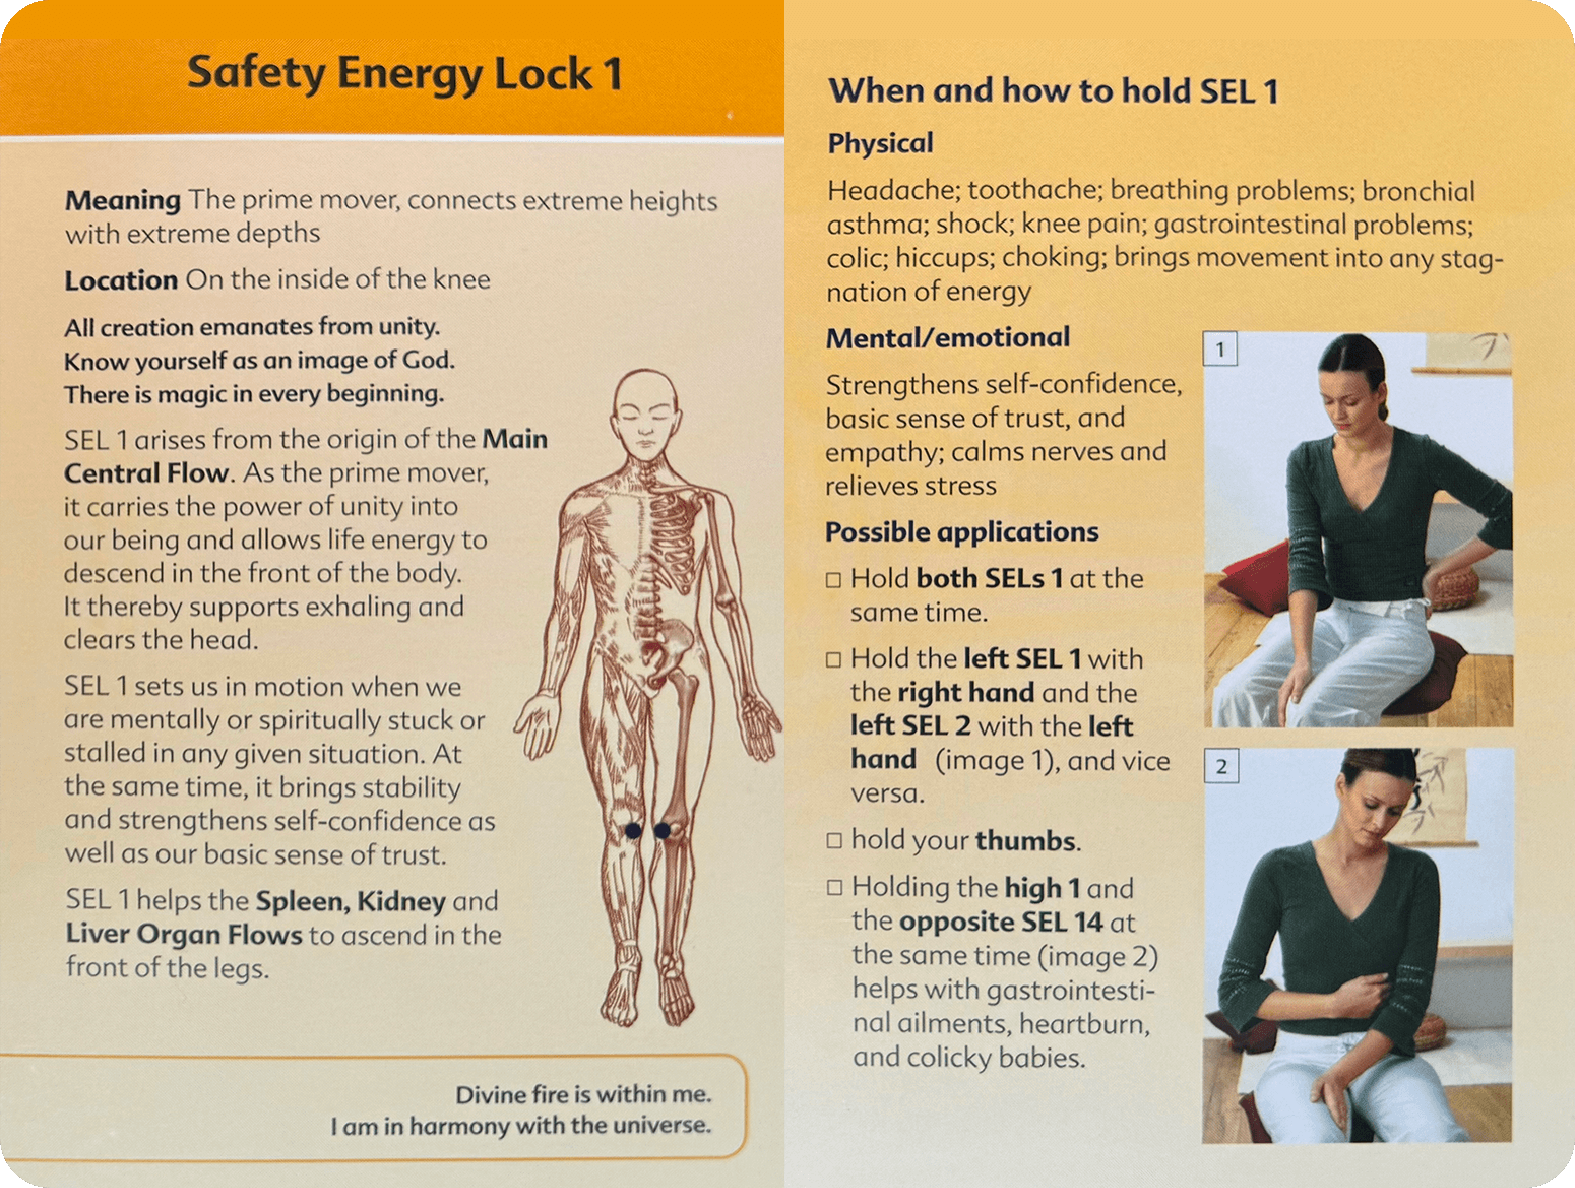 Safety Energy Lock 1
Meaning The prime mover, connects extreme heights
with extreme depths
Location On the inside of the knee
All creation emanates from unity.
Know yourself as an image of God.
There is magic in every beginning.
SEL 1 arises from the origin of the Main
Central Flow. As the prime mover,
it carries the power of unity into
our being and allows life energy to
descend in the front of the body.
It thereby supports exhaling and
clears the head.
SEL 1 sets us in motion when we
are mentally or spiritually stuck or
stalled in any given situation. At
the same time, it brings stability
and strengthens self-confidence as
well as our basic sense of trust.
SEL 1 helps the Spleen, Kidney and
Liver Organ Flows to ascend in the
front of the legs.
Divine fire is within me.
I am in harmony with the universe.
When and how to hold SEL 1
Physical
Headache; toothache; breathing problems; bronchial
asthma; shock; knee pain; gastrointestinal problems;
colic; hiccups; choking; brings movement into any stag-
nation of energy
Mental/emotional
Strengthens self-confidence,
basic sense of trust, and
empathy; calms nerves and
relieves stress
Possible applications
□ Hold both SELs 1 at the
same time.
□ Hold the left SEL 1 with
the right hand and the
left SEL 2 with the left
hand (image 1), and vice
versa.
□ hold your thumbs.
□ Holding the high 1 and
the opposite SEL 14 at
the same time (image 2)
helps with gastrointesti-
nal ailments, heartburn,
and colicky babies.
1
2